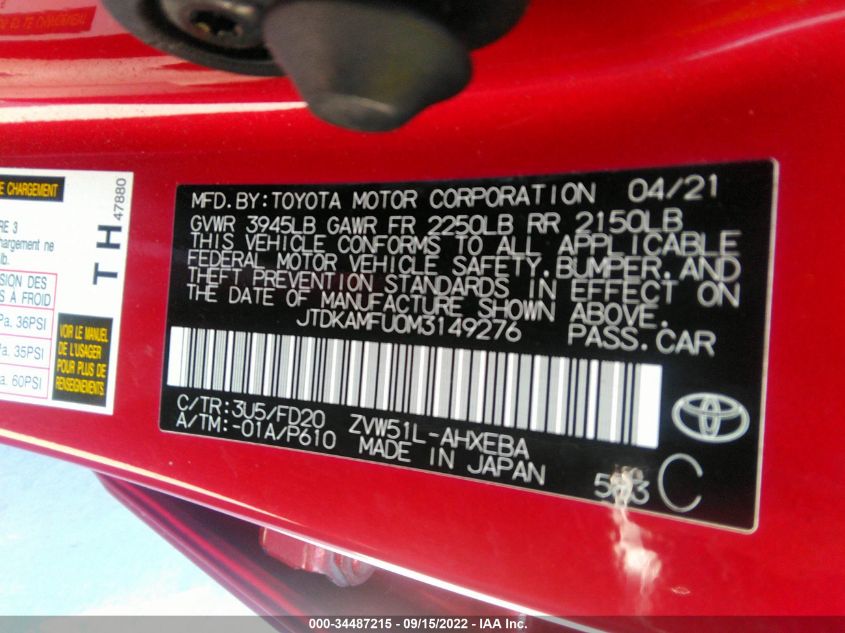 E CHARGEMENT
TH
47880
RE 3
hargement ne
lb.
SION DES
S À FROID
Pa. 36PSI
a. 35PSI
a. 60PSI
VOIR LE MANUEL
DE L'USAGER
POUR PLUS DE
RENSEIGNEMENTS
MFD.BY:TOYOTA MOTOR CORPORATION 04/21
GVWR 3945LB GAWR FR 2250LB RR 2150LB
THIS VEHICLE CONFORMS TO ALL APPLICABLE
FEDERAL MOTOR VEHICLE SAFETY.BUMPER.AND
THEFT PREVENTION STANDARDS IN EFFECT ON
THE DATE OF MANUFACTURE SHOWN ABOVE.
JTDKAMFU0M3149276 PASS.CAR
C/TR:3U5/FD20 ZVW51L-AHXEBA
A/TM:-01A/P610 MADE IN JAPAN
C
000-34487215 - 09/15/2022 - IAA Inc.